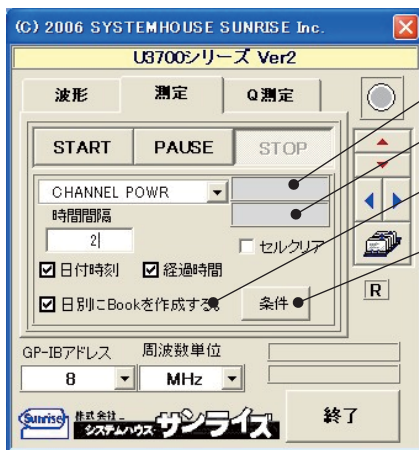 (C) 2006 SYSTEMHOUSE SUNRISE Inc.
U3700シリーズ Ver2
波形 測定 Q測定
START PAUSE STOP
CHANNEL POWR
時間間隔
2
セルクリア
日付時刻 経過時間
日別にBookを作成する
条件
R
GP-IBアドレス 周波数単位
8 MHz
終了
Sunrise 株式会社 システムハウス サンライズ